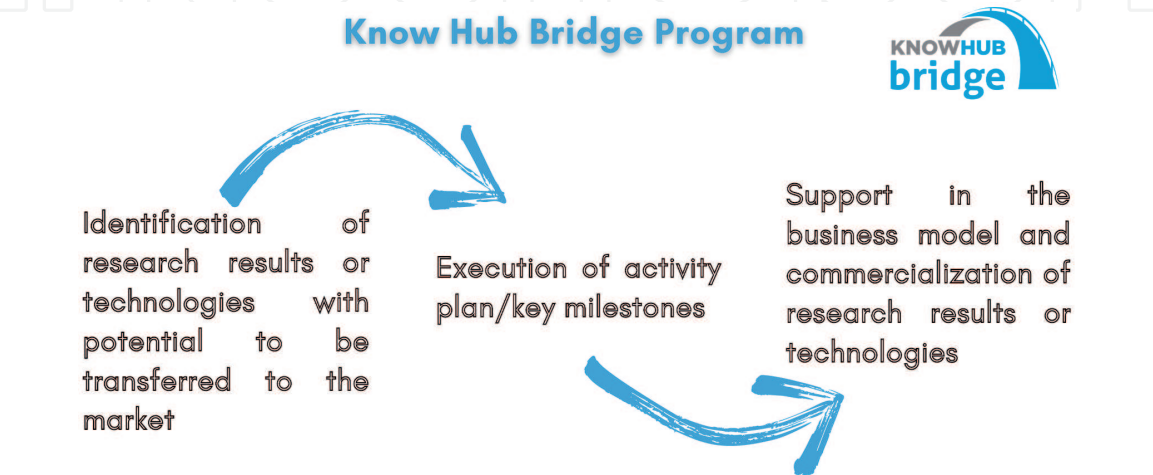 Know Hub Bridge Program
KNOWHUB
bridge
Identification of
research results or
technologies with
potential to be
transferred to the
market
Execution of activity
plan/key milestones
Support in the
business model and
commercialization of
research results or
technologies